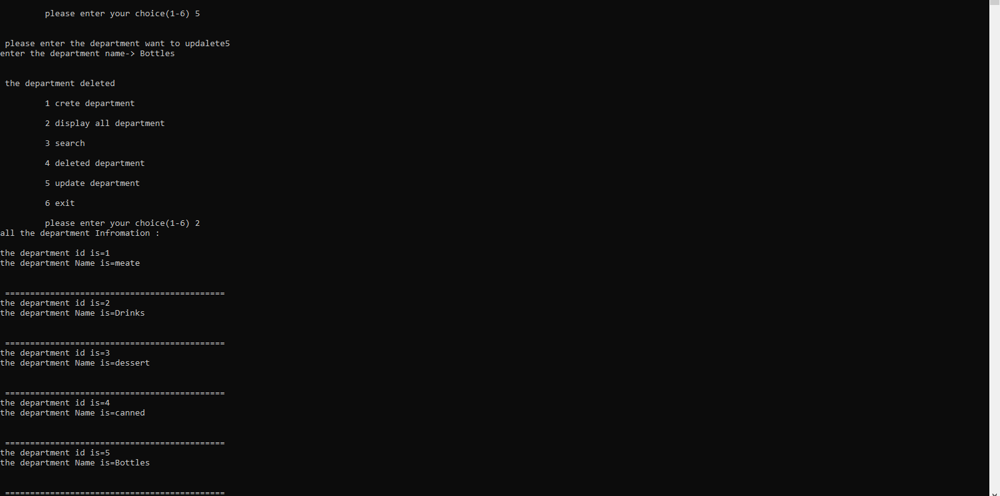 please enter your choice(1-6) 5
please enter the department want to updalete5
enter the department name-> Bottles
the department deleted
1 crete department
2 display all department
3 search
4 deleted department
5 update department
6 exit
please enter your choice(1-6) 2
all the department Infromation :
the department id is=1
the department Name is=meate
============================================
the department id is=2
the department Name is=Drinks
============================================
the department id is=3
the department Name is=dessert
============================================
the department id is=4
the department Name is=canned
============================================
the department id is=5
the department Name is=Bottles
============================================